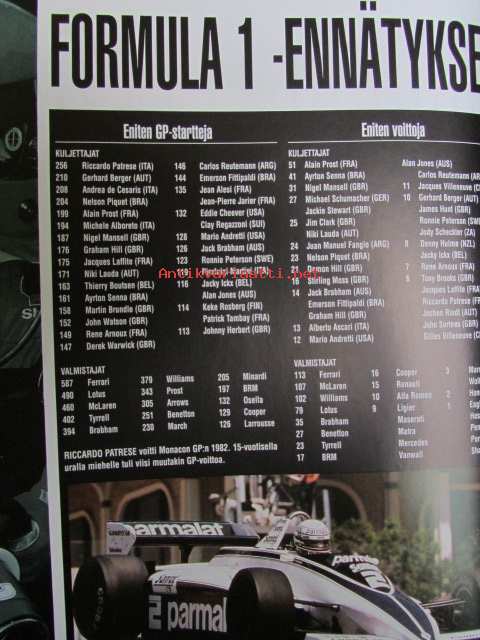 FORMULA 1 -ENNÄTYKSE
Eniten GP-startteja
KULJETTAJAT
256 Riccardo Patrese (ITA)
210 Gerhard Berger (AUT)
208 Andrea de Cesaris (ITA)
204 Nelson Piquet (BRA)
199 Alain Prost (FRA)
194 Michele Alboreto (ITA)
187 Nigel Mansell (GBR)
176 Graham Hill (GBR)
175 Jacques Laffite (FRA)
171 Niki Lauda (AUT)
163 Thierry Boutsen (BEL)
161 Ayrton Senna (BRA)
158 Martin Brundle (GBR)
152 John Watson (GBR)
149 Rene Arnoux (FRA)
147 Derek Warwick (GBR)
146 Carlos Reutemann (ARG)
144 Emerson Fittipaldi (BRA)
135 Jean Alesi (FRA)
Jean-Pierre Jarier (FRA)
132 Eddie Cheever (USA)
Clay Regazzoni (SUI)
128 Mario Andretti (USA)
126 Jack Brabham (AUS)
123 Ronnie Peterson (SWE)
(ITA)
116 Jacky Ickx (BEL)
Alan Jones (AUS)
114 Keke Rosberg (FIN)
Patrick Tambay (FRA)
113 Johnny Herbert (GBR)
VALMISTAJAT
587 Ferrari 379 Williams 205 Minardi
490 Lotus 343 Prost 197 BRM
460 McLaren 305 Arrows 132 Osella
402 Tyrrell 251 Benetton 129 Cooper
394 Brabham 230 March 126 Larrousse
Eniten voittoja
KULJETTAJAT
51 Alain Prost (FRA)
41 Ayrton Senna (BRA)
31 Nigel Mansell (GBR)
27 Michael Schumacher (GER)
Jackie Stewart (GBR)
25 Jim Clark (GBR)
Niki Lauda (AUT)
24 Juan Manuel Fangio (ARG)
23 Nelson Piquet (BRA)
Hill (GBR)
16 Stirling Moss (GBR)
14 Jack Brabham (AUS)
Emerson Fittipaldi (BRA)
Graham Hill (GBR)
13 Alberto Ascari (ITA)
12 Mario Andretti (USA)
Alan Jones (AUS)
Carlos Reutemann (AR
11 Jacques Villeneuve (C
10 Gerhard Berger (AUT)
James Hunt (GBR)
Ronnie Peterson (SW
Jody Scheckter (ZA)
8 Denny Hulme (NZL)
Jacky Ickx (BEL)
7 Rene Arnoux (FRA)
6 Tony Brooks (GBR)
Jacques Laffite (FRA
Riccardo Patrese (I
Jochen Rindt (AUT)
John Surtees (GBR)
Gilles Villeneuve (C
VALMISTAJAT
113 Ferrari 16 Cooper 3
107 McLaren 15 Renault
102 Williams 10 Alfa Romeo 2
79 Lotus 9 Ligier 1
35 Brabham Maserati
27 Benetton Matra
23 Tyrrell Mercedes
17 BRM Vanwall
RICCARDO PATRESE voitti Monacon GP:n 1982. 15-vuotisella
uralla miehelle tuli viisi muutakin GP-voittoa.
parmalat
parmalat
2 parmal